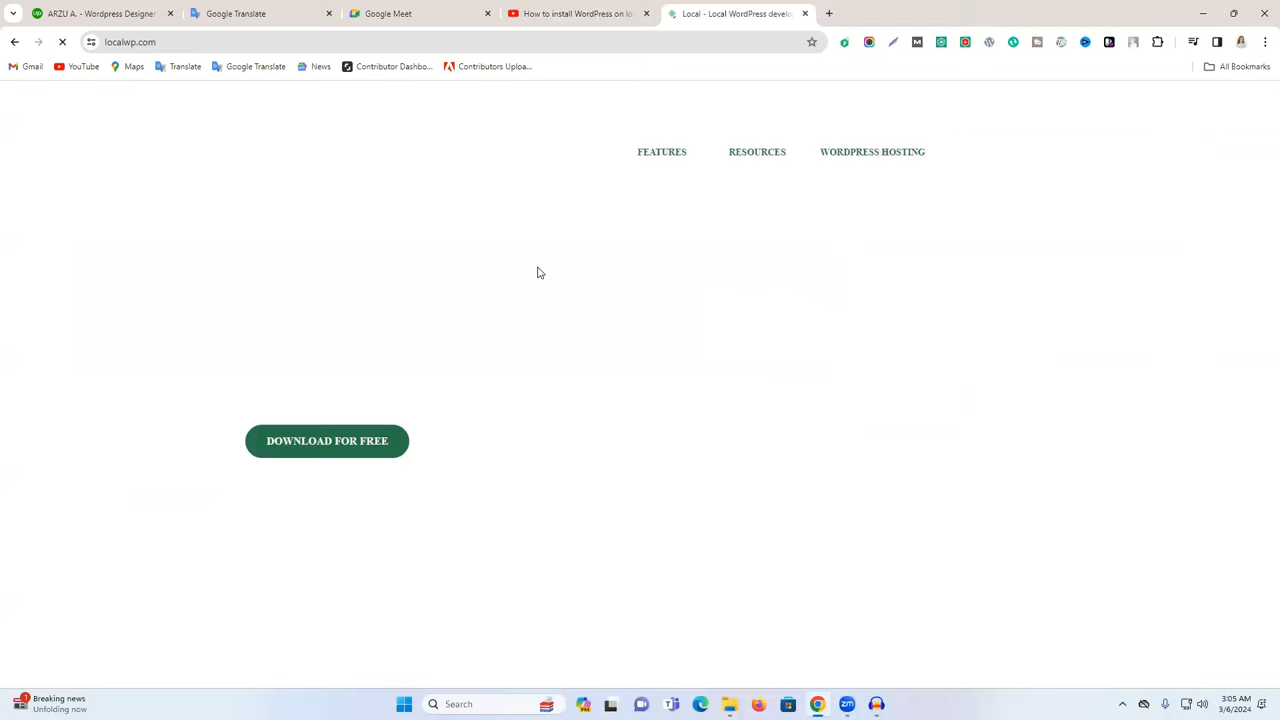 ARZU A. - Wordpress Designer
Google Translate
Google Meet
How to install WordPress on lo
Local - Local WordPress develo
localwp.com
Gmail
YouTube
Maps
Translate
Google Translate
News
Contributor Dashbo...
Contributors Uploa...
All Bookmarks
FEATURES
RESOURCES
WORDPRESS HOSTING
DOWNLOAD FOR FREE
Breaking news
Unfolding now
Search
3:05 AM
3/6/2024